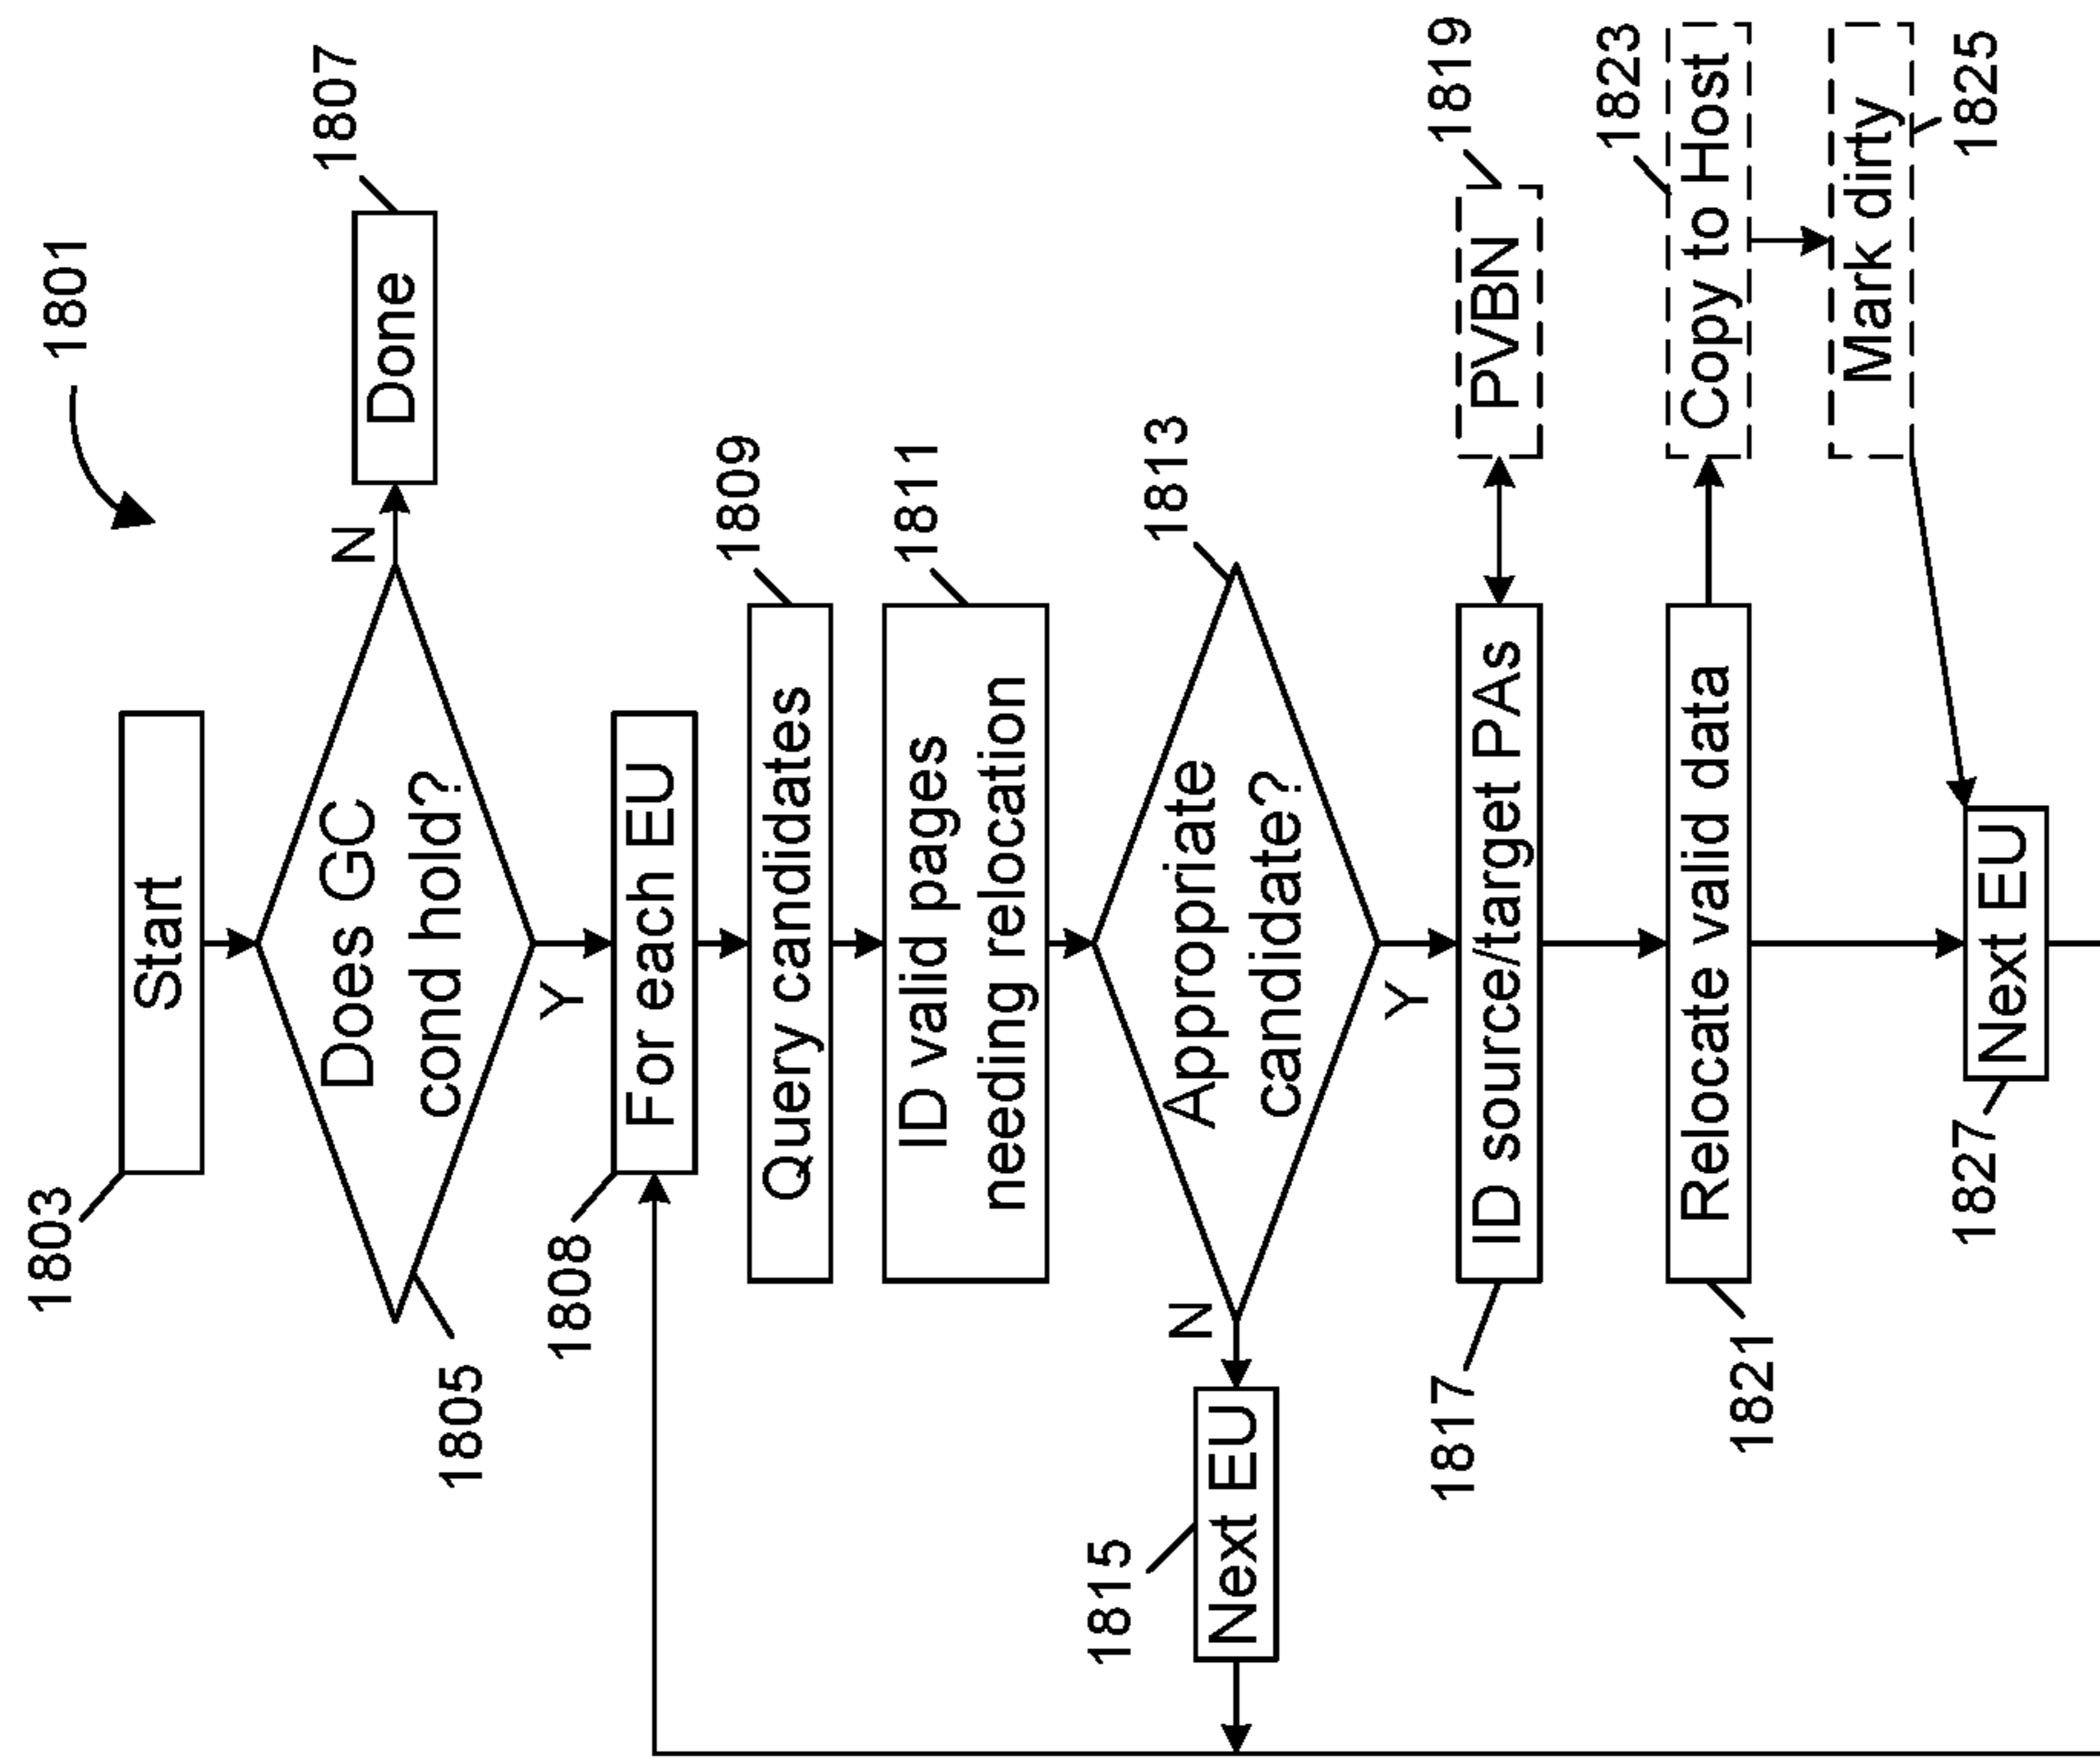 1801
1803
Start
1805
Does GC
cond hold?
N
Done
1807
Y
1808
For each EU
Query candidates
1809
ID valid pages
needing relocation
1811
Appropriate
candidate?
1813
N
1815
Next EU
Y
1817
ID source/target PAs
PVBN
1819
1821
Relocate valid data
Copy to Host
1823
Mark dirty
1825
1827
Next EU